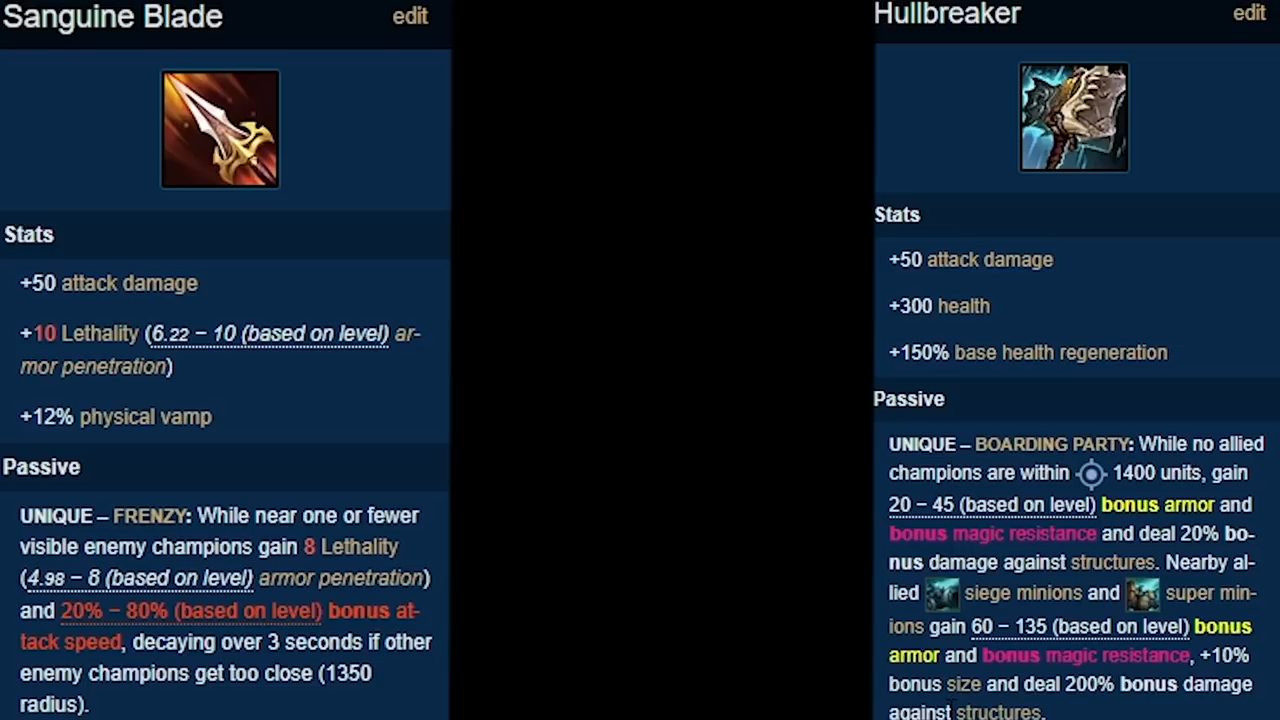 Sanguine Blade edit
Stats
+50 attack damage
+10 Lethality (6.22 – 10 (based on level) ar-
mor penetration)
+12% physical vamp
Passive
UNIQUE – FRENZY: While near one or fewer
visible enemy champions gain 8 Lethality
(4.98 – 8 (based on level) armor penetration)
and 20% – 80% (based on level) bonus at-
tack speed, decaying over 3 seconds if other
enemy champions get too close (1350
radius).
Hullbreaker edit
Stats
+50 attack damage
+300 health
+150% base health regeneration
Passive
UNIQUE – BOARDING PARTY: While no allied
champions are within 1400 units, gain
20 – 45 (based on level) bonus armor and
bonus magic resistance and deal 20% bo-
nus damage against structures. Nearby al-
lied siege minions and super min-
ions gain 60 – 135 (based on level) bonus
armor and bonus magic resistance, +10%
bonus size and deal 200% bonus damage
against structures.